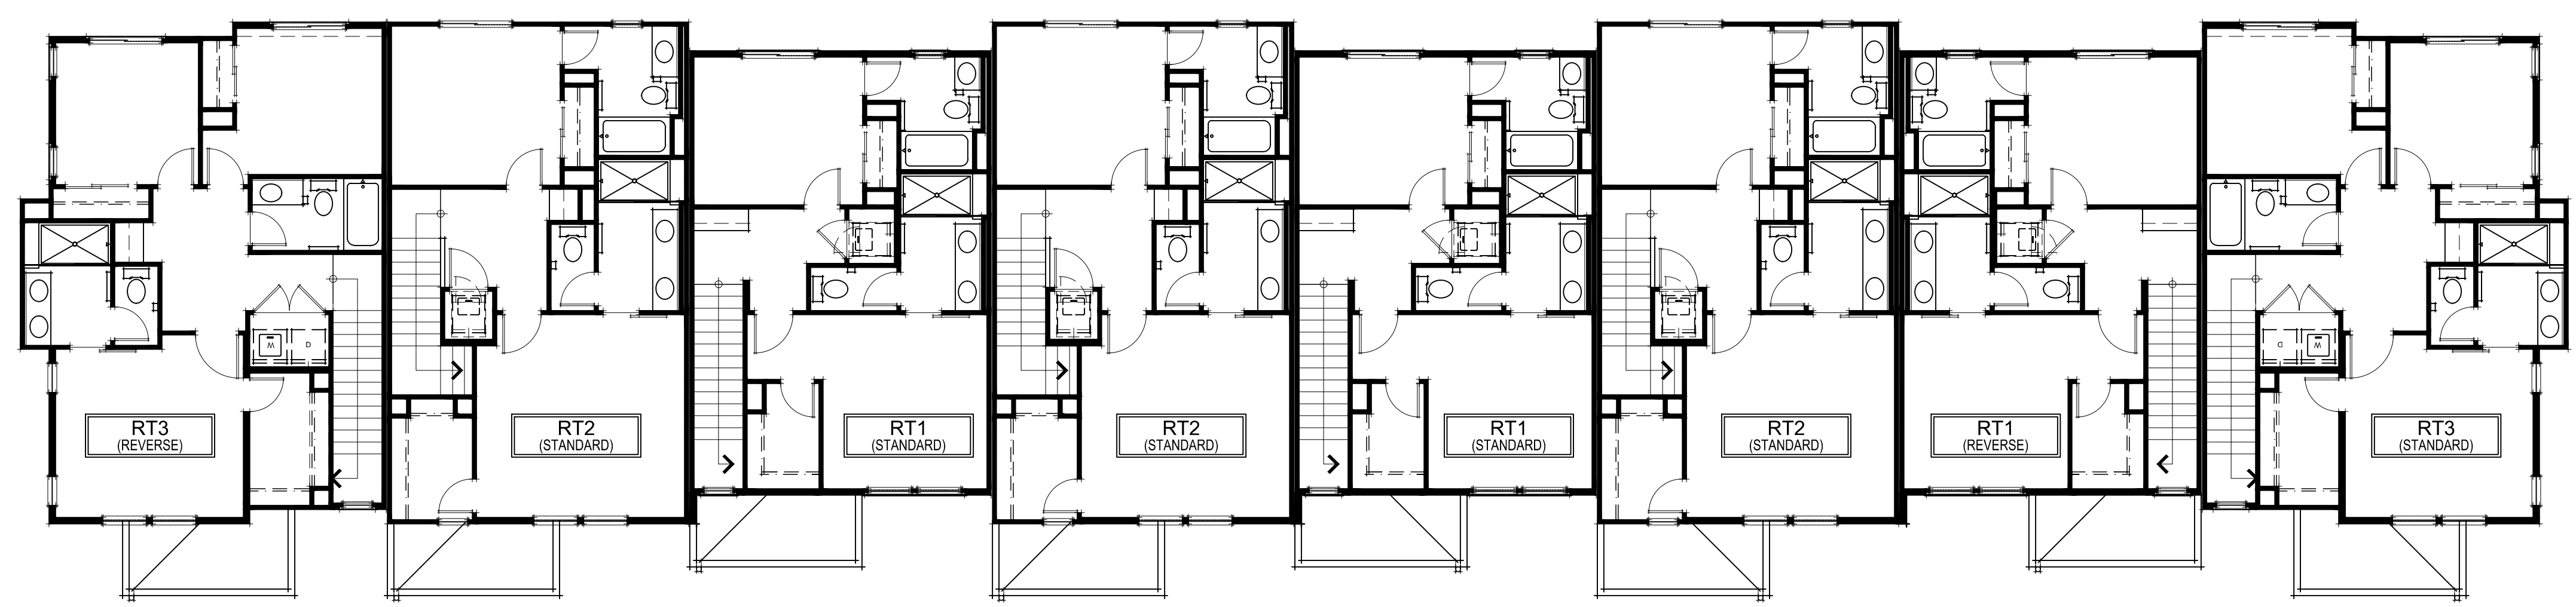 W
D
RT3
(REVERSE)
RT2
(STANDARD)
RT1
(STANDARD)
RT2
(STANDARD)
RT1
(STANDARD)
RT2
(STANDARD)
RT1
(REVERSE)
D
W
RT3
(STANDARD)